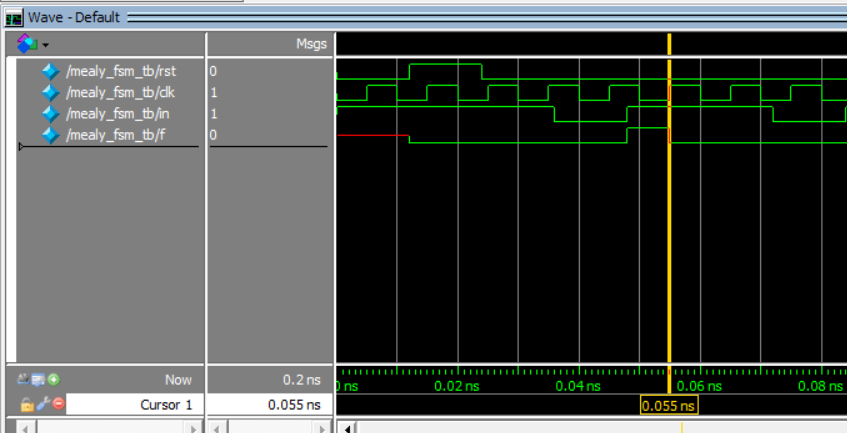 Wave - Default
Msgs
/mealy_fsm_tb/rst 0
/mealy_fsm_tb/clk 1
/mealy_fsm_tb/in 1
/mealy_fsm_tb/f 0
Now 0.2 ns 0 ns 0.02 ns 0.04 ns 0.06 ns 0.08 ns
Cursor 1 0.055 ns 0.055 ns